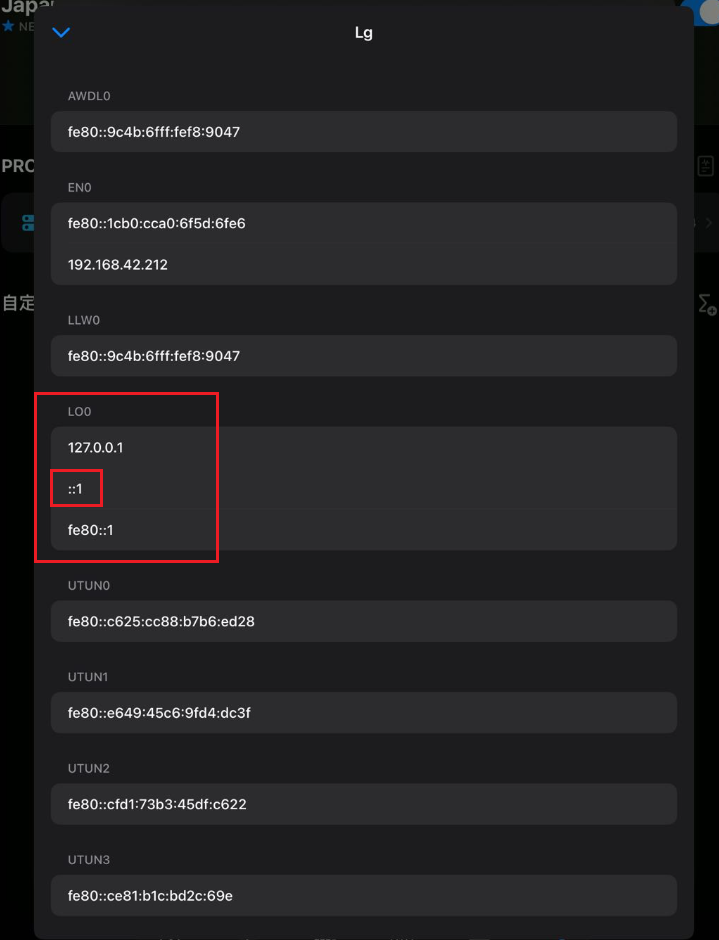 Japan
NE
Lg
AWDL0
fe80::9c4b:6fff:fef8:9047
PRO
EN0
fe80::1cb0:cca0:6f5d:6fe6
192.168.42.212
自定
LLW0
fe80::9c4b:6fff:fef8:9047
LO0
127.0.0.1
::1
fe80::1
UTUN0
fe80::c625:cc88:b7b6:ed28
UTUN1
fe80::e649:45c6:9fd4:dc3f
UTUN2
fe80::cfd1:73b3:45df:c622
UTUN3
fe80::ce81:b1c:bd2c:69e